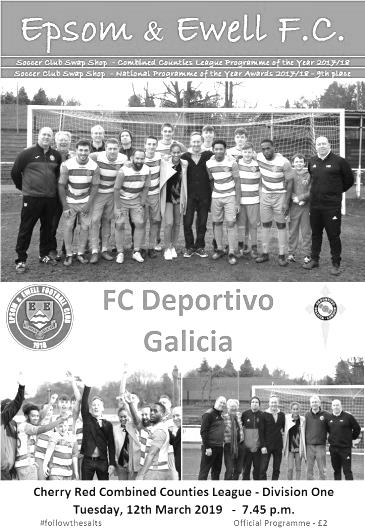 Epsom & Ewell F.C.
Soccer Club Swap Shop - Combined Counties League Programme of the Year 2017/18
Soccer Club Swap Shop - National Programme of the Year Awards 2017/18 - 9th place
FC Deportivo
Galicia
EPSOM & EWELL FOOTBALL CLUB
E E
1918
Cherry Red Combined Counties League - Division One
Tuesday, 12th March 2019 - 7.45 p.m.
#followthesalts
Official Programme - £2